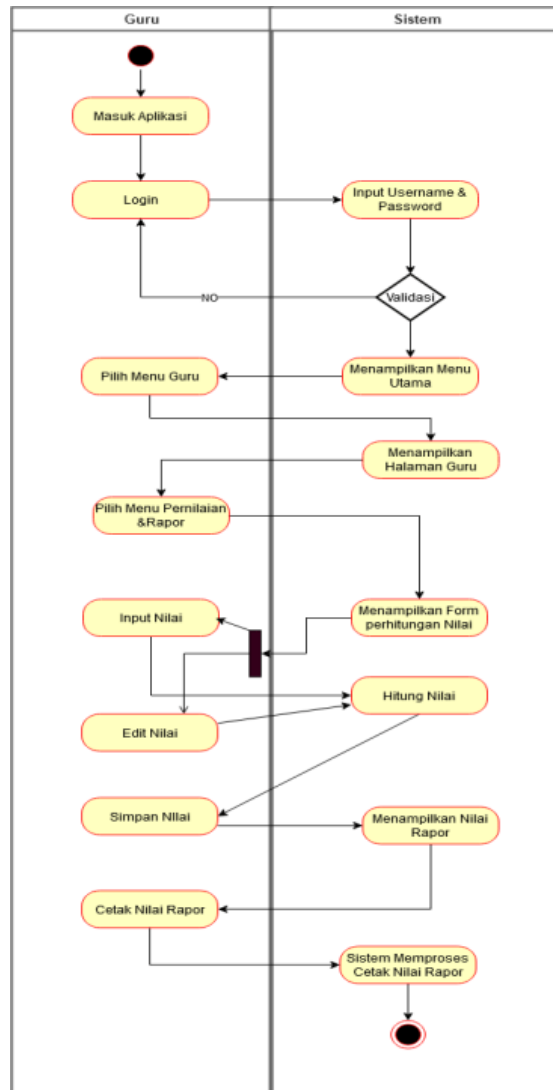 Guru
Sistem
Masuk Aplikasi
Login
Input Username &
Password
NO
Validasi
Pilih Menu Guru
Menampilkan Menu
Utama
Menampilkan
Halaman Guru
Pilih Menu Pernilaian
&Rapor
Input Nilai
Menampilkan Form
perhitungan Nilai
Edit Nilai
Hitung Nilai
Simpan NIlai
Menampilkan Nilai
Rapor
Cetak Nilai Rapor
Sistem Memproses
Cetak Nilai Rapor